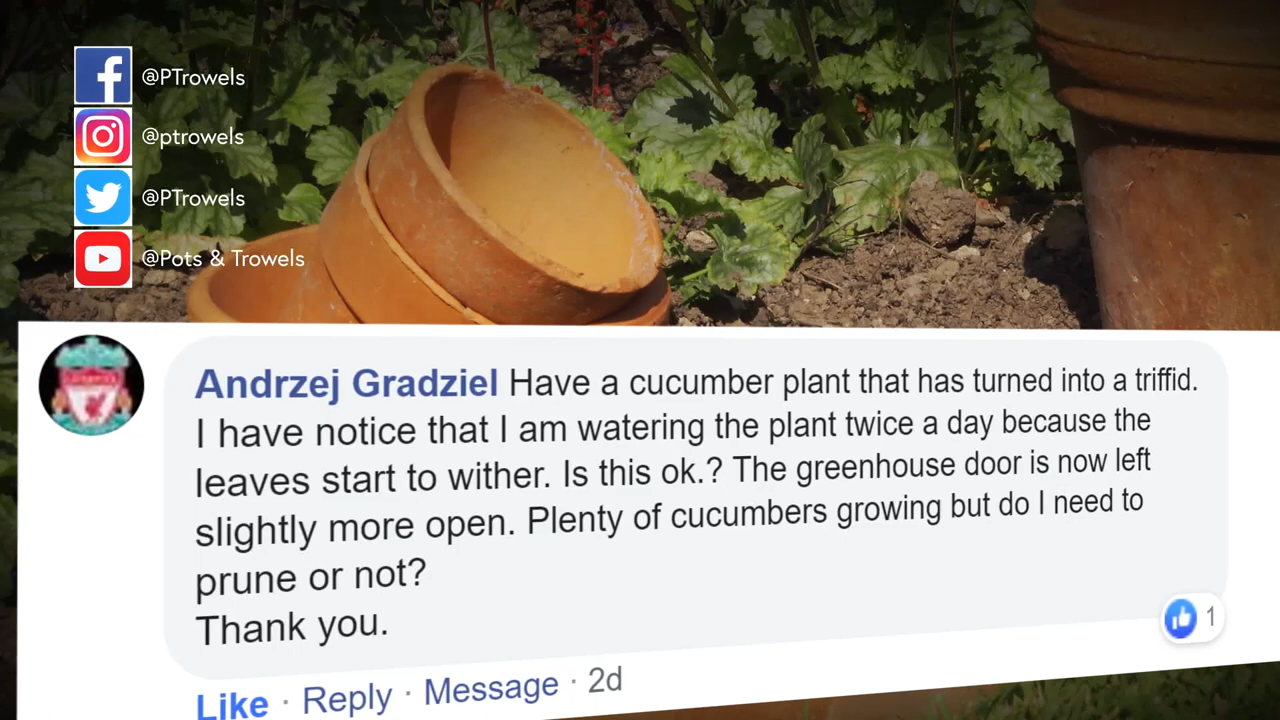 @PTrowels
@ptrowels
@PTrowels
@Pots & Trowels
Andrzej Gradziel Have a cucumber plant that has turned into a triffid.
I have notice that I am watering the plant twice a day because the
leaves start to wither. Is this ok.? The greenhouse door is now left
slightly more open. Plenty of cucumbers growing but do I need to
prune or not?
Thank you.
1
Like · Reply · Message · 2d